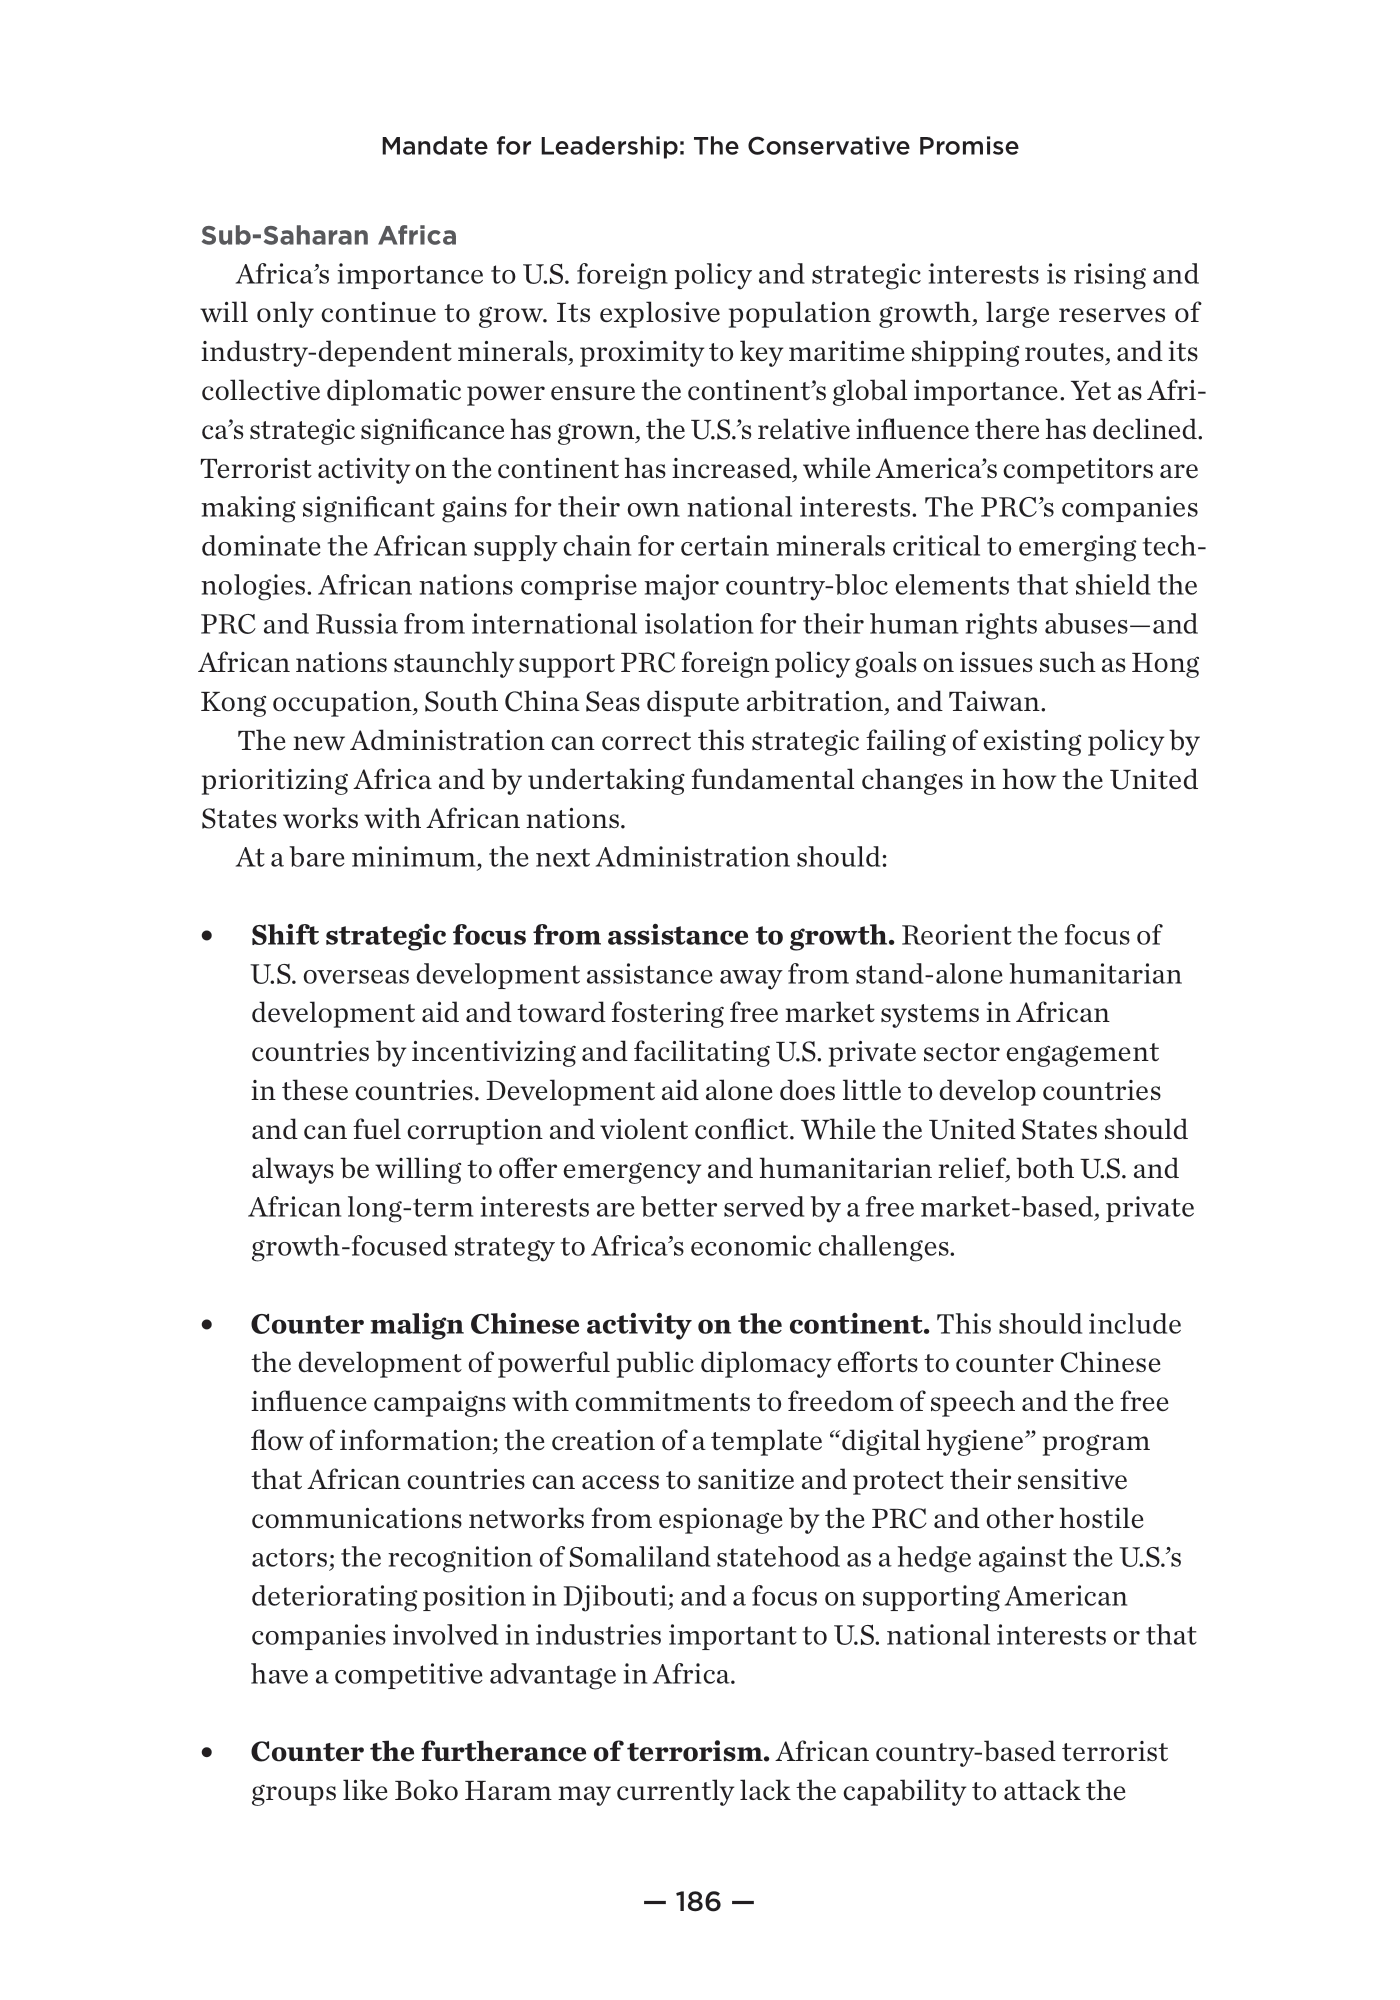 Mandate for Leadership: The Conservative Promise
Sub-Saharan Africa
Africa’s importance to U.S. foreign policy and strategic interests is rising and
will only continue to grow. Its explosive population growth, large reserves of
industry-dependent minerals, proximity to key maritime shipping routes, and its
collective diplomatic power ensure the continent’s global importance. Yet as Afri-
ca’s strategic significance has grown, the U.S.’s relative influence there has declined.
Terrorist activity on the continent has increased, while America’s competitors are
making significant gains for their own national interests. The PRC’s companies
dominate the African supply chain for certain minerals critical to emerging tech-
nologies. African nations comprise major country-bloc elements that shield the
PRC and Russia from international isolation for their human rights abuses—and
African nations staunchly support PRC foreign policy goals on issues such as Hong
Kong occupation, South China Seas dispute arbitration, and Taiwan.
The new Administration can correct this strategic failing of existing policy by
prioritizing Africa and by undertaking fundamental changes in how the United
States works with African nations.
At a bare minimum, the next Administration should:
• Shift strategic focus from assistance to growth. Reorient the focus of
U.S. overseas development assistance away from stand-alone humanitarian
development aid and toward fostering free market systems in African
countries by incentivizing and facilitating U.S. private sector engagement
in these countries. Development aid alone does little to develop countries
and can fuel corruption and violent conflict. While the United States should
always be willing to offer emergency and humanitarian relief, both U.S. and
African long-term interests are better served by a free market-based, private
growth-focused strategy to Africa’s economic challenges.
• Counter malign Chinese activity on the continent. This should include
the development of powerful public diplomacy efforts to counter Chinese
influence campaigns with commitments to freedom of speech and the free
flow of information; the creation of a template “digital hygiene” program
that African countries can access to sanitize and protect their sensitive
communications networks from espionage by the PRC and other hostile
actors; the recognition of Somaliland statehood as a hedge against the U.S.’s
deteriorating position in Djibouti; and a focus on supporting American
companies involved in industries important to U.S. national interests or that
have a competitive advantage in Africa.
• Counter the furtherance of terrorism. African country-based terrorist
groups like Boko Haram may currently lack the capability to attack the
— 186 —